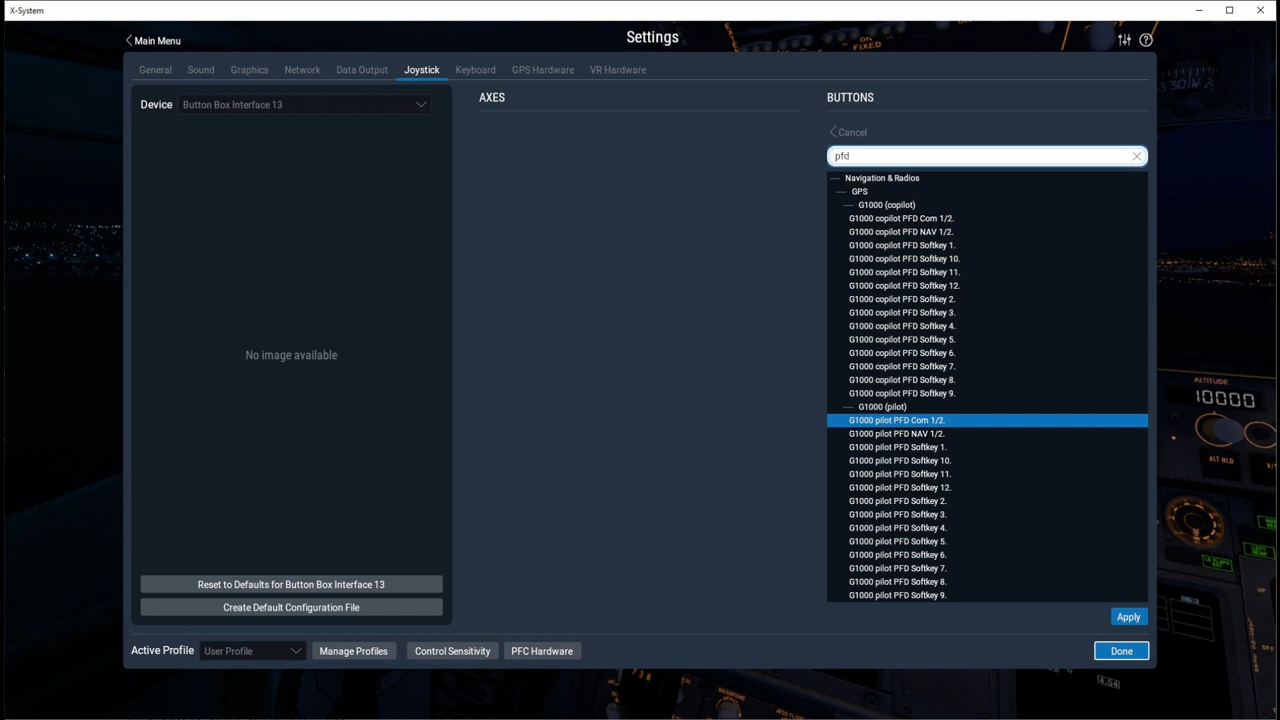 X-System
Main Menu
Settings
General Sound Graphics Network Data Output Joystick Keyboard GPS Hardware VR Hardware
Device Button Box Interface 13
No image available
Reset to Defaults for Button Box Interface 13
Create Default Configuration File
AXES
BUTTONS
Cancel
pfd
Navigation & Radios
GPS
G1000 (copilot)
G1000 copilot PFD Com 1/2.
G1000 copilot PFD NAV 1/2.
G1000 copilot PFD Softkey 1.
G1000 copilot PFD Softkey 10.
G1000 copilot PFD Softkey 11.
G1000 copilot PFD Softkey 12.
G1000 copilot PFD Softkey 2.
G1000 copilot PFD Softkey 3.
G1000 copilot PFD Softkey 4.
G1000 copilot PFD Softkey 5.
G1000 copilot PFD Softkey 6.
G1000 copilot PFD Softkey 7.
G1000 copilot PFD Softkey 8.
G1000 copilot PFD Softkey 9.
G1000 (pilot)
G1000 pilot PFD Com 1/2.
G1000 pilot PFD NAV 1/2.
G1000 pilot PFD Softkey 1.
G1000 pilot PFD Softkey 10.
G1000 pilot PFD Softkey 11.
G1000 pilot PFD Softkey 12.
G1000 pilot PFD Softkey 2.
G1000 pilot PFD Softkey 3.
G1000 pilot PFD Softkey 4.
G1000 pilot PFD Softkey 5.
G1000 pilot PFD Softkey 6.
G1000 pilot PFD Softkey 7.
G1000 pilot PFD Softkey 8.
G1000 pilot PFD Softkey 9.
Apply
Active Profile User Profile Manage Profiles Control Sensitivity PFC Hardware Done
FIXED
ALTITUDE
10000
ALT HLD
UP
4.04